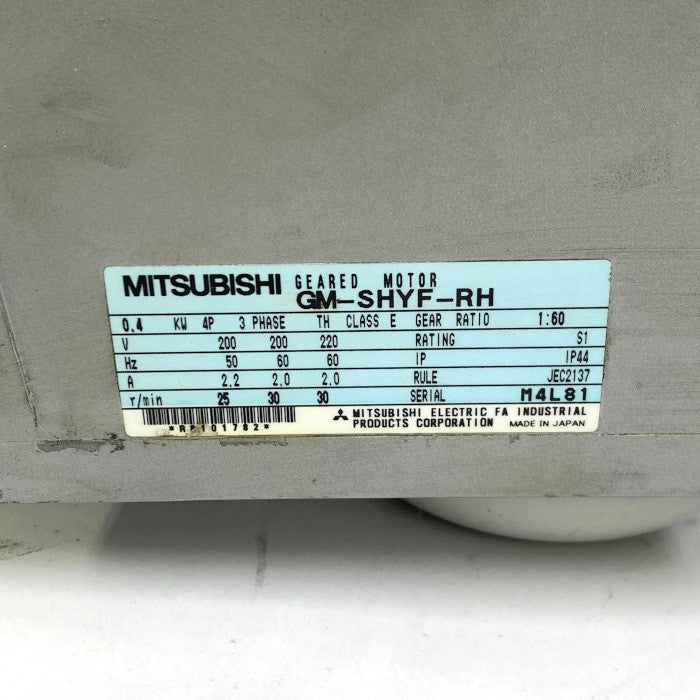 MITSUBISHI GEARED MOTOR
GM-SHYF-RH
0.4 KW 4P 3 PHASE TH CLASS E GEAR RATIO 1:60
V 200 200 220 RATING S1
Hz 50 60 60 IP IP44
A 2.2 2.0 2.0 RULE JEC2137
r/min 25 30 30 SERIAL M4L81
MITSUBISHI ELECTRIC FA INDUSTRIAL
PRODUCTS CORPORATION MADE IN JAPAN